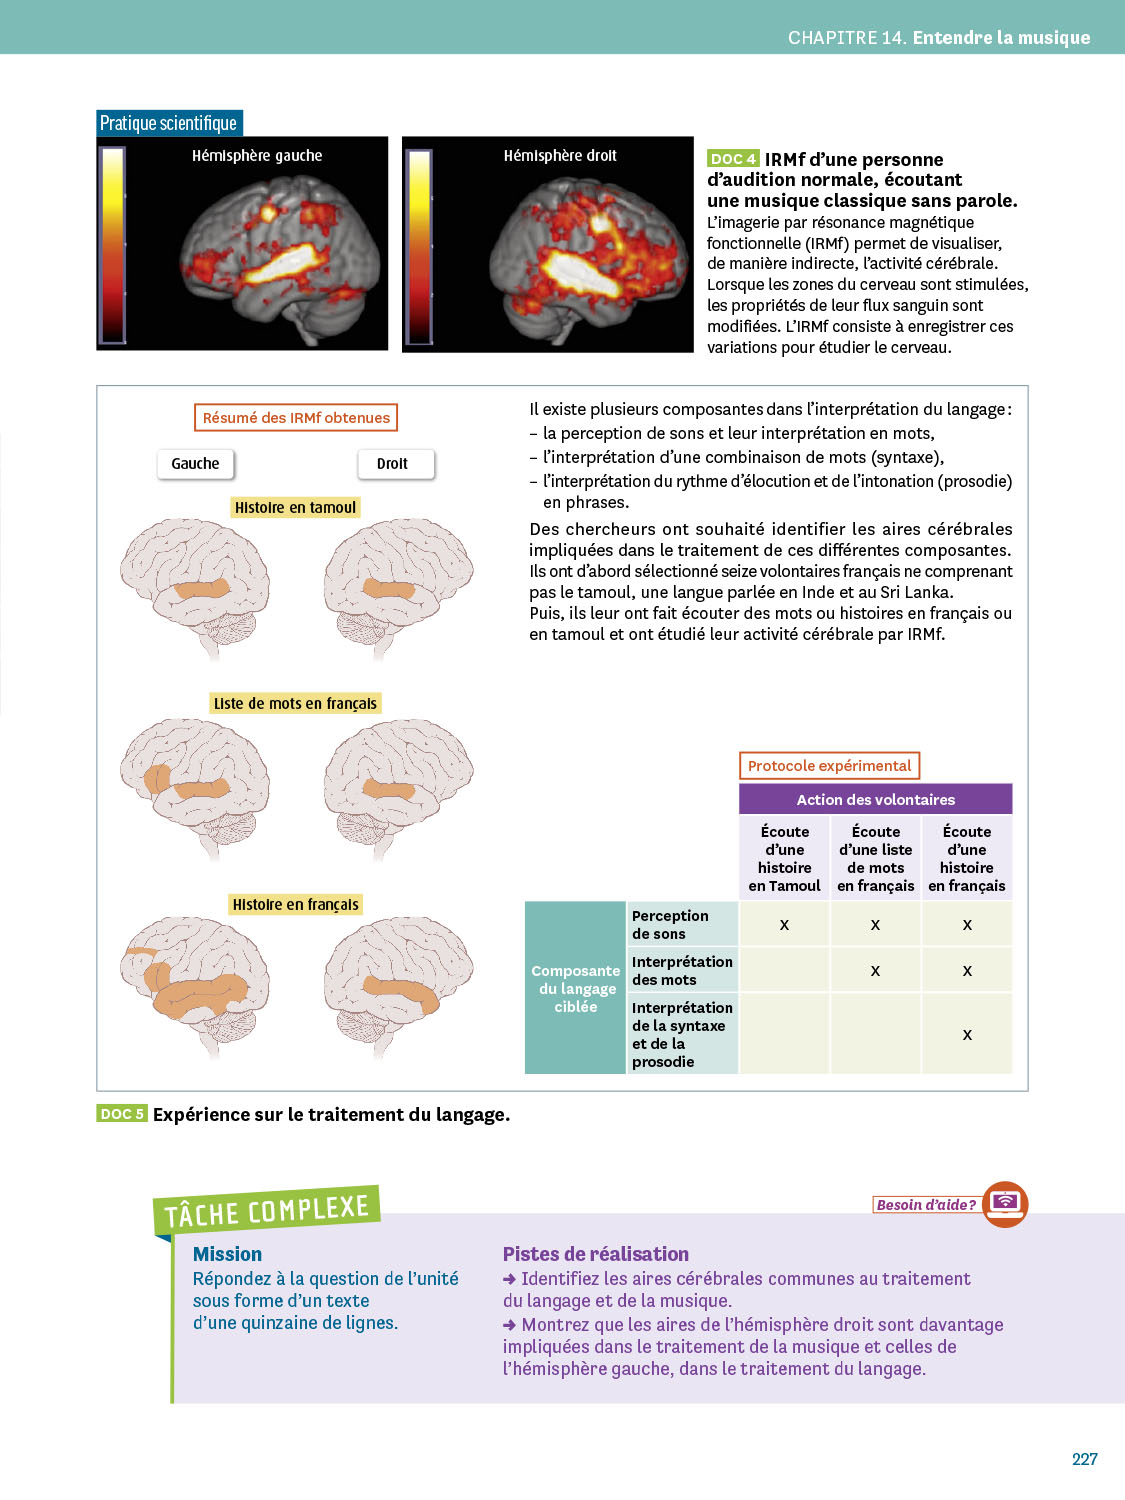 CHAPITRE 14. Entendre la musique
Pratique scientifique
Hémisphère gauche
Hémisphère droit
DOC 4 IRMf d’une personne
d’audition normale, écoutant
une musique classique sans parole.
L’imagerie par résonance magnétique
fonctionnelle (IRMf) permet de visualiser,
de manière indirecte, l’activité cérébrale.
Lorsque les zones du cerveau sont stimulées,
les propriétés de leur flux sanguin sont
modifiées. L’IRMf consiste à enregistrer ces
variations pour étudier le cerveau.
Résumé des IRMf obtenues
Gauche
Droit
Histoire en tamoul
Liste de mots en français
Histoire en français
Il existe plusieurs composantes dans l’interprétation du langage :
– la perception de sons et leur interprétation en mots,
– l’interprétation d’une combinaison de mots (syntaxe),
– l’interprétation du rythme d’élocution et de l’intonation (prosodie)
en phrases.
Des chercheurs ont souhaité identifier les aires cérébrales
impliquées dans le traitement de ces différentes composantes.
Ils ont d’abord sélectionné seize volontaires français ne comprenant
pas le tamoul, une langue parlée en Inde et au Sri Lanka.
Puis, ils leur ont fait écouter des mots ou histoires en français ou
en tamoul et ont étudié leur activité cérébrale par IRMf.
Protocole expérimental
Action des volontaires
Écoute
d’une
histoire
en Tamoul
Écoute
d’une liste
de mots
en français
Écoute
d’une
histoire
en français
Composante
du langage
ciblée
Perception
de sons
X X X
Interprétation
des mots
X X
Interprétation
de la syntaxe
et de la
prosodie
X
DOC 5 Expérience sur le traitement du langage.
TÂCHE COMPLEXE
Besoin d’aide ?
Mission
Répondez à la question de l’unité
sous forme d’un texte
d’une quinzaine de lignes.
Pistes de réalisation
➜ Identifiez les aires cérébrales communes au traitement
du langage et de la musique.
➜ Montrez que les aires de l’hémisphère droit sont davantage
impliquées dans le traitement de la musique et celles de
l’hémisphère gauche, dans le traitement du langage.
227